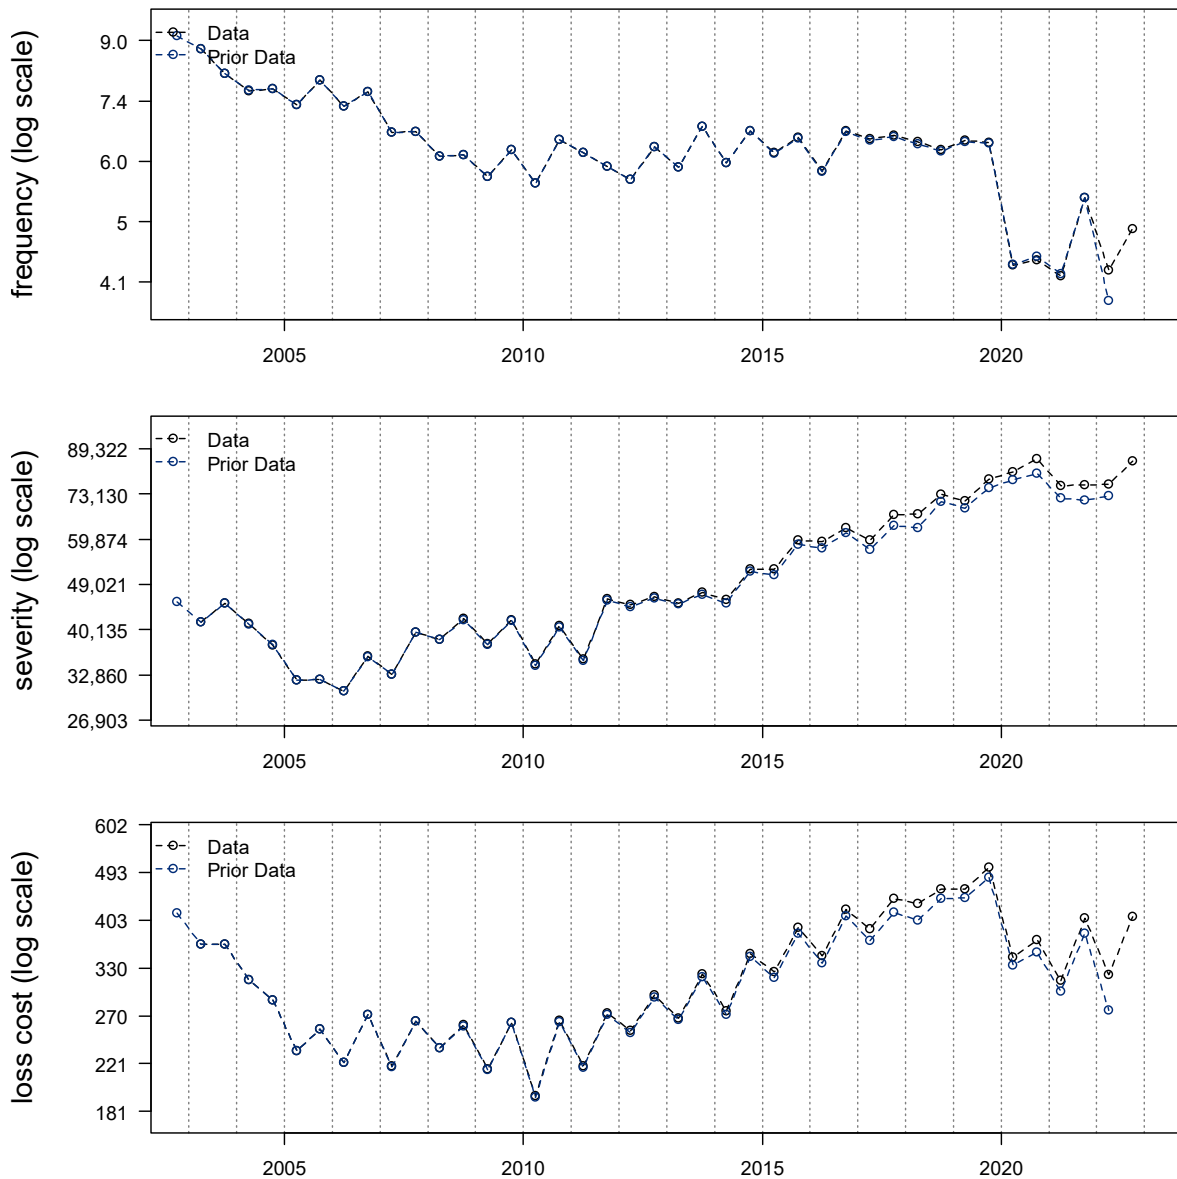 frequency (log scale)
9.0
7.4
6.0
5
4.1
Data
Prior Data
2005 2010 2015 2020
severity (log scale)
89,322
73,130
59,874
49,021
40,135
32,860
26,903
Data
Prior Data
2005 2010 2015 2020
loss cost (log scale)
602
493
403
330
270
221
181
Data
Prior Data
2005 2010 2015 2020